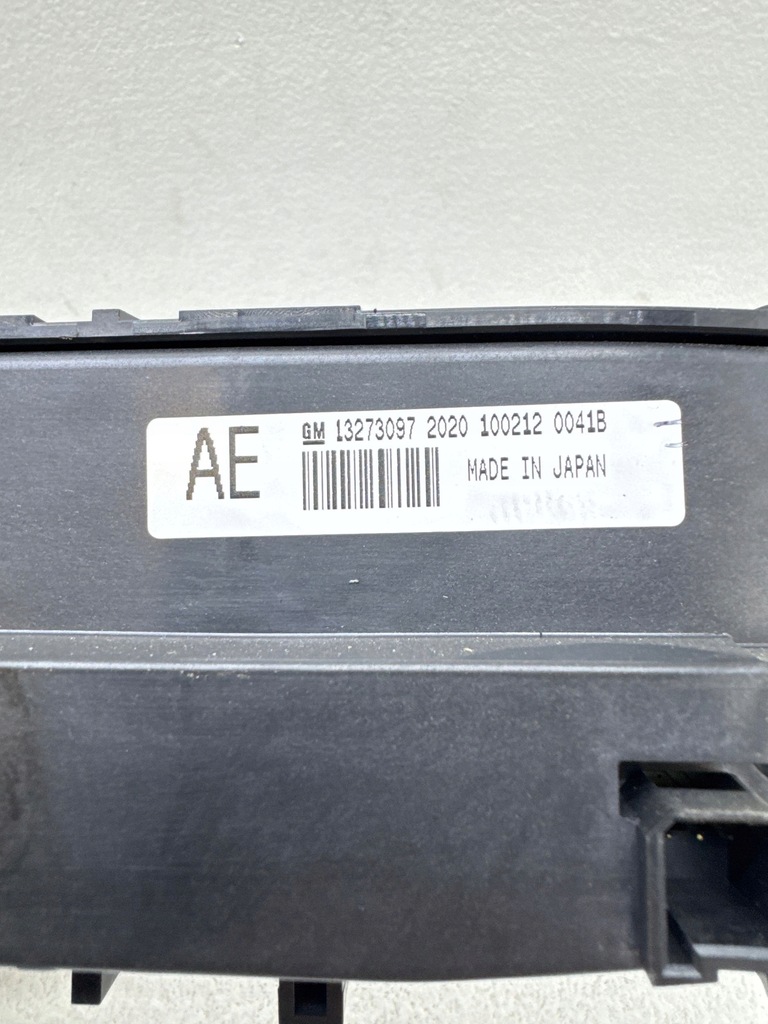 AE
GM 13273097 2020 100212 0041B
MADE IN JAPAN